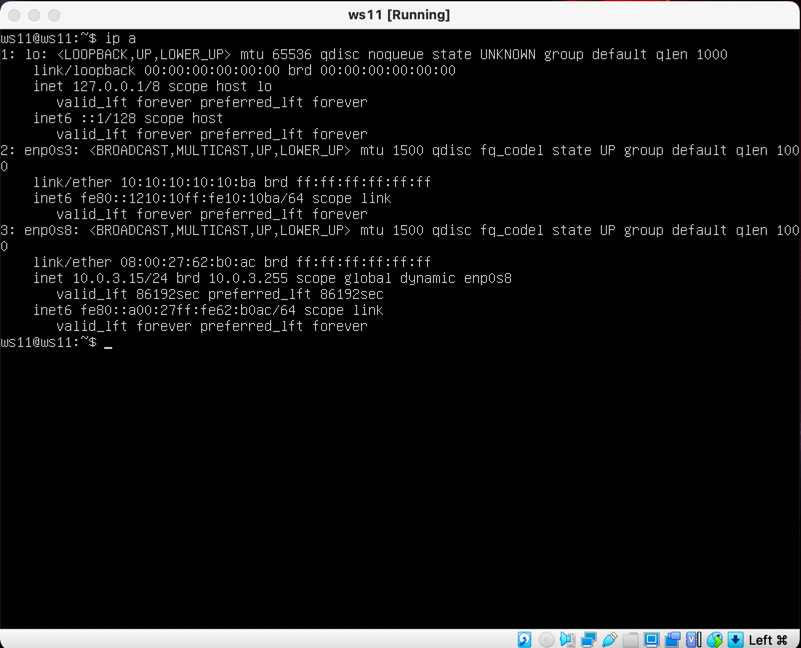 ws11 [Running]
ws11@ws11:~$ ip a
1: lo: <LOOPBACK,UP,LOWER_UP> mtu 65536 qdisc noqueue state UNKNOWN group default qlen 1000
    link/loopback 00:00:00:00:00:00 brd 00:00:00:00:00:00
    inet 127.0.0.1/8 scope host lo
       valid_lft forever preferred_lft forever
    inet6 ::1/128 scope host
       valid_lft forever preferred_lft forever
2: enp0s3: <BROADCAST,MULTICAST,UP,LOWER_UP> mtu 1500 qdisc fq_codel state UP group default qlen 100
0
    link/ether 10:10:10:10:10:ba brd ff:ff:ff:ff:ff:ff
    inet6 fe80::1210:10ff:fe10:10ba/64 scope link
       valid_lft forever preferred_lft forever
3: enp0s8: <BROADCAST,MULTICAST,UP,LOWER_UP> mtu 1500 qdisc fq_codel state UP group default qlen 100
0
    link/ether 08:00:27:62:b0:ac brd ff:ff:ff:ff:ff:ff
    inet 10.0.3.15/24 brd 10.0.3.255 scope global dynamic enp0s8
       valid_lft 86192sec preferred_lft 86192sec
    inet6 fe80::a00:27ff:fe62:b0ac/64 scope link
       valid_lft forever preferred_lft forever
ws11@ws11:~$ _
Left ⌘